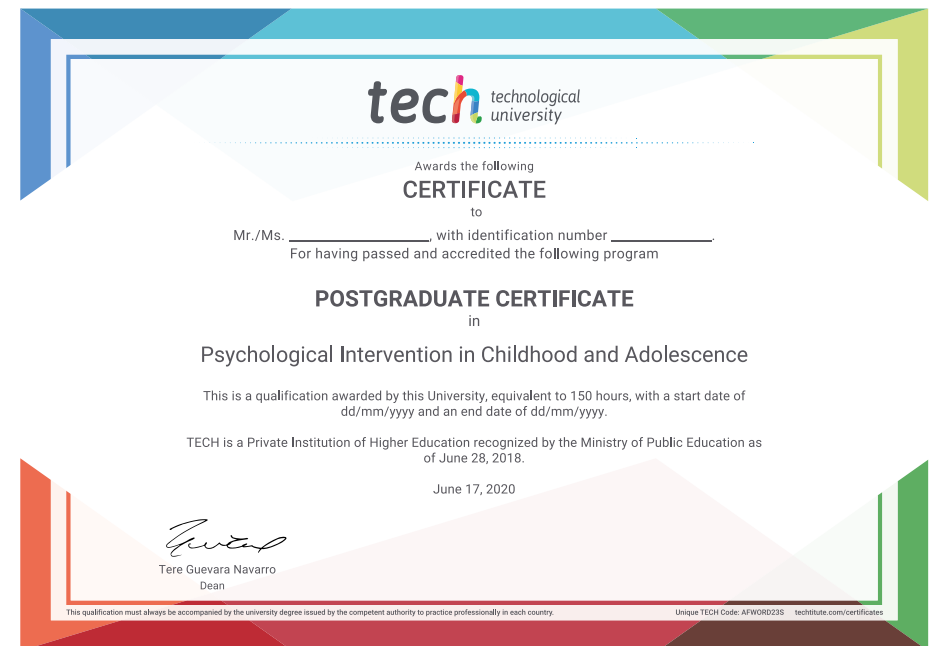 tech technological
university
Awards the following
CERTIFICATE
to
Mr./Ms. ____________________, with identification number ______________.
For having passed and accredited the following program
POSTGRADUATE CERTIFICATE
in
Psychological Intervention in Childhood and Adolescence
This is a qualification awarded by this University, equivalent to 150 hours, with a start date of
dd/mm/yyyy and an end date of dd/mm/yyyy.
TECH is a Private Institution of Higher Education recognized by the Ministry of Public Education as
of June 28, 2018.
June 17, 2020
Tere Guevara Navarro
Dean
This qualification must always be accompanied by the university degree issued by the competent authority to practice professionally in each country. Unique TECH Code: AFWORD23S techtitute.com/certificates